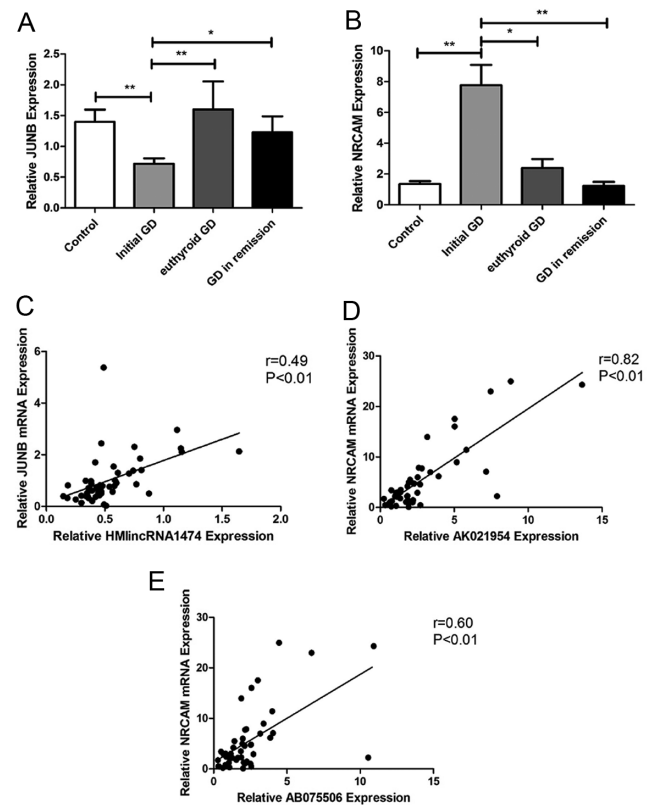 A
Relative JUNB Expression
2.5
2.0
1.5
1.0
0.5
0.0
**
**
*
Control
Initial GD
euthyroid GD
GD in remission
B
Relative NRCAM Expression
10
8
6
4
2
0
**
*
**
Control
Initial GD
euthyroid GD
GD in remission
C
Relative JUNB mRNA Expression
6
4
2
0
0.0
0.5
1.0
1.5
2.0
Relative HMlincRNA1474 Expression
r=0.49
P<0.01
D
Relative NRCAM mRNA Expression
30
20
10
0
0
5
10
15
Relative AK021954 Expression
r=0.82
P<0.01
E
Relative NRCAM mRNA Expression
30
20
10
0
0
5
10
15
Relative AB075506 Expression
r=0.60
P<0.01